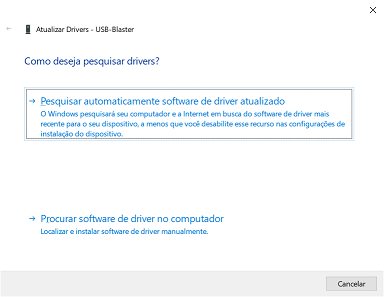 Atualizar Drivers - USB-Blaster
Como deseja pesquisar drivers?
Pesquisar automaticamente software de driver atualizado
O Windows pesquisará seu computador e a Internet em busca do software de driver mais
recente para o seu dispositivo, a menos que você desabilite esse recurso nas configurações de
instalação do dispositivo.
Procurar software de driver no computador
Localizar e instalar software de driver manualmente.
Cancelar